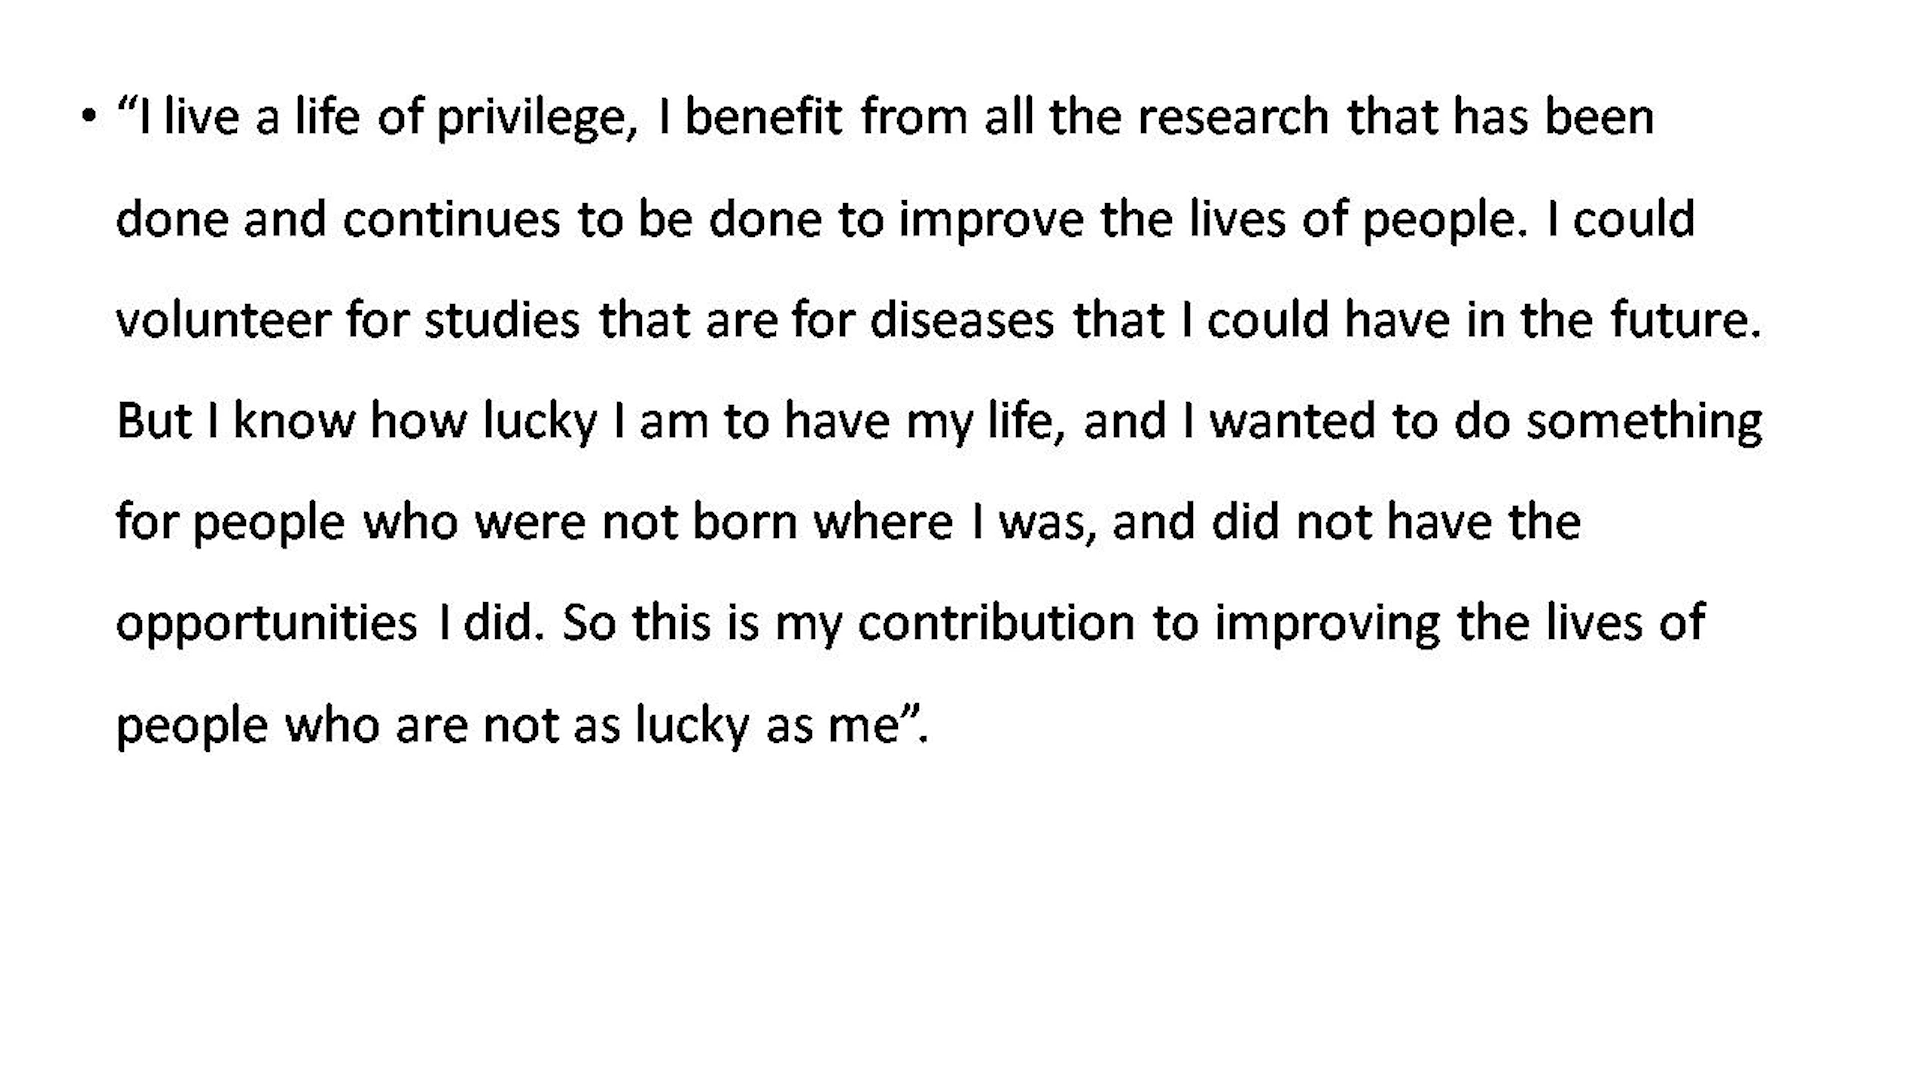 • “I live a life of privilege, I benefit from all the research that has been
done and continues to be done to improve the lives of people. I could
volunteer for studies that are for diseases that I could have in the future.
But I know how lucky I am to have my life, and I wanted to do something
for people who were not born where I was, and did not have the
opportunities I did. So this is my contribution to improving the lives of
people who are not as lucky as me”.